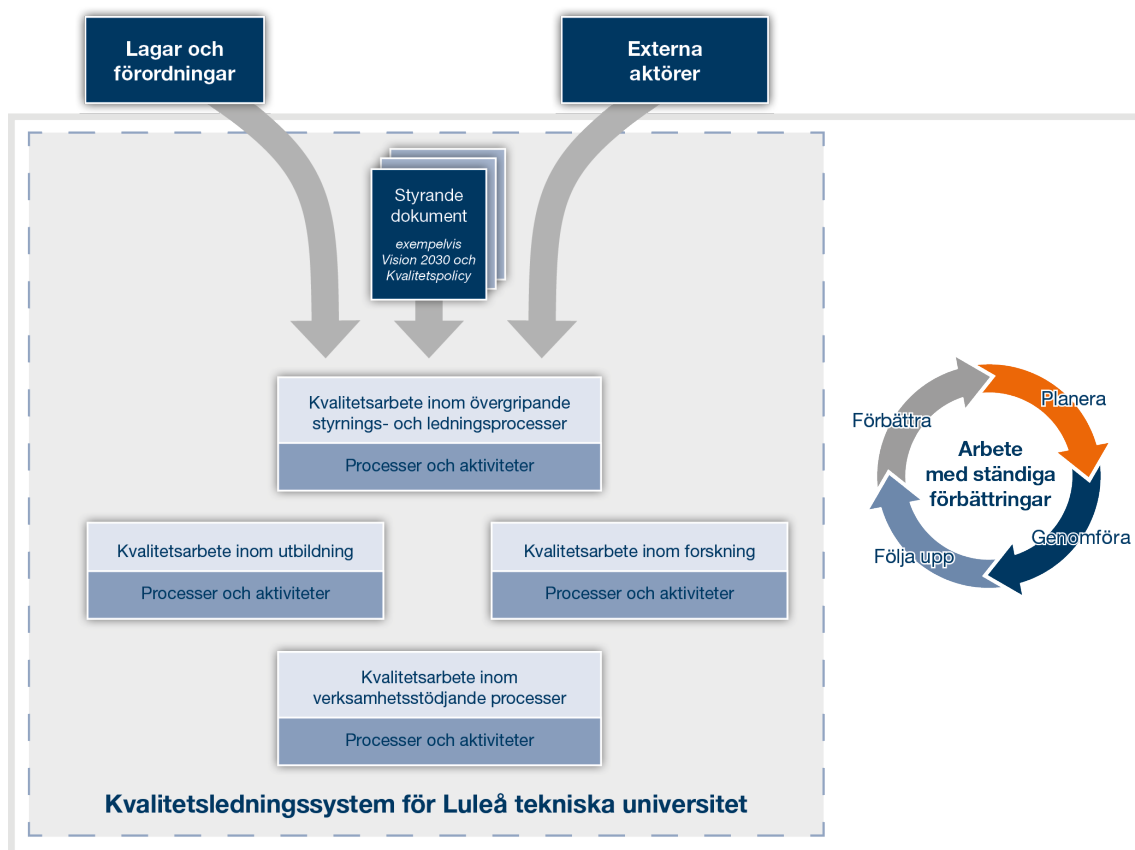 Lagar och
förordningar
Externa
aktörer
Styrande
dokument
exempelvis
Vision 2030 och
Kvalitetspolicy
Kvalitetsarbete inom övergripande
styrnings- och ledningsprocesser
Processer och aktiviteter
Kvalitetsarbete inom utbildning
Processer och aktiviteter
Kvalitetsarbete inom forskning
Processer och aktiviteter
Kvalitetsarbete inom
verksamhetsstödjande processer
Processer och aktiviteter
Kvalitetsledningssystem för Luleå tekniska universitet
Planera
Förbättra
Arbete
med ständiga
förbättringar
Genomföra
Följa upp